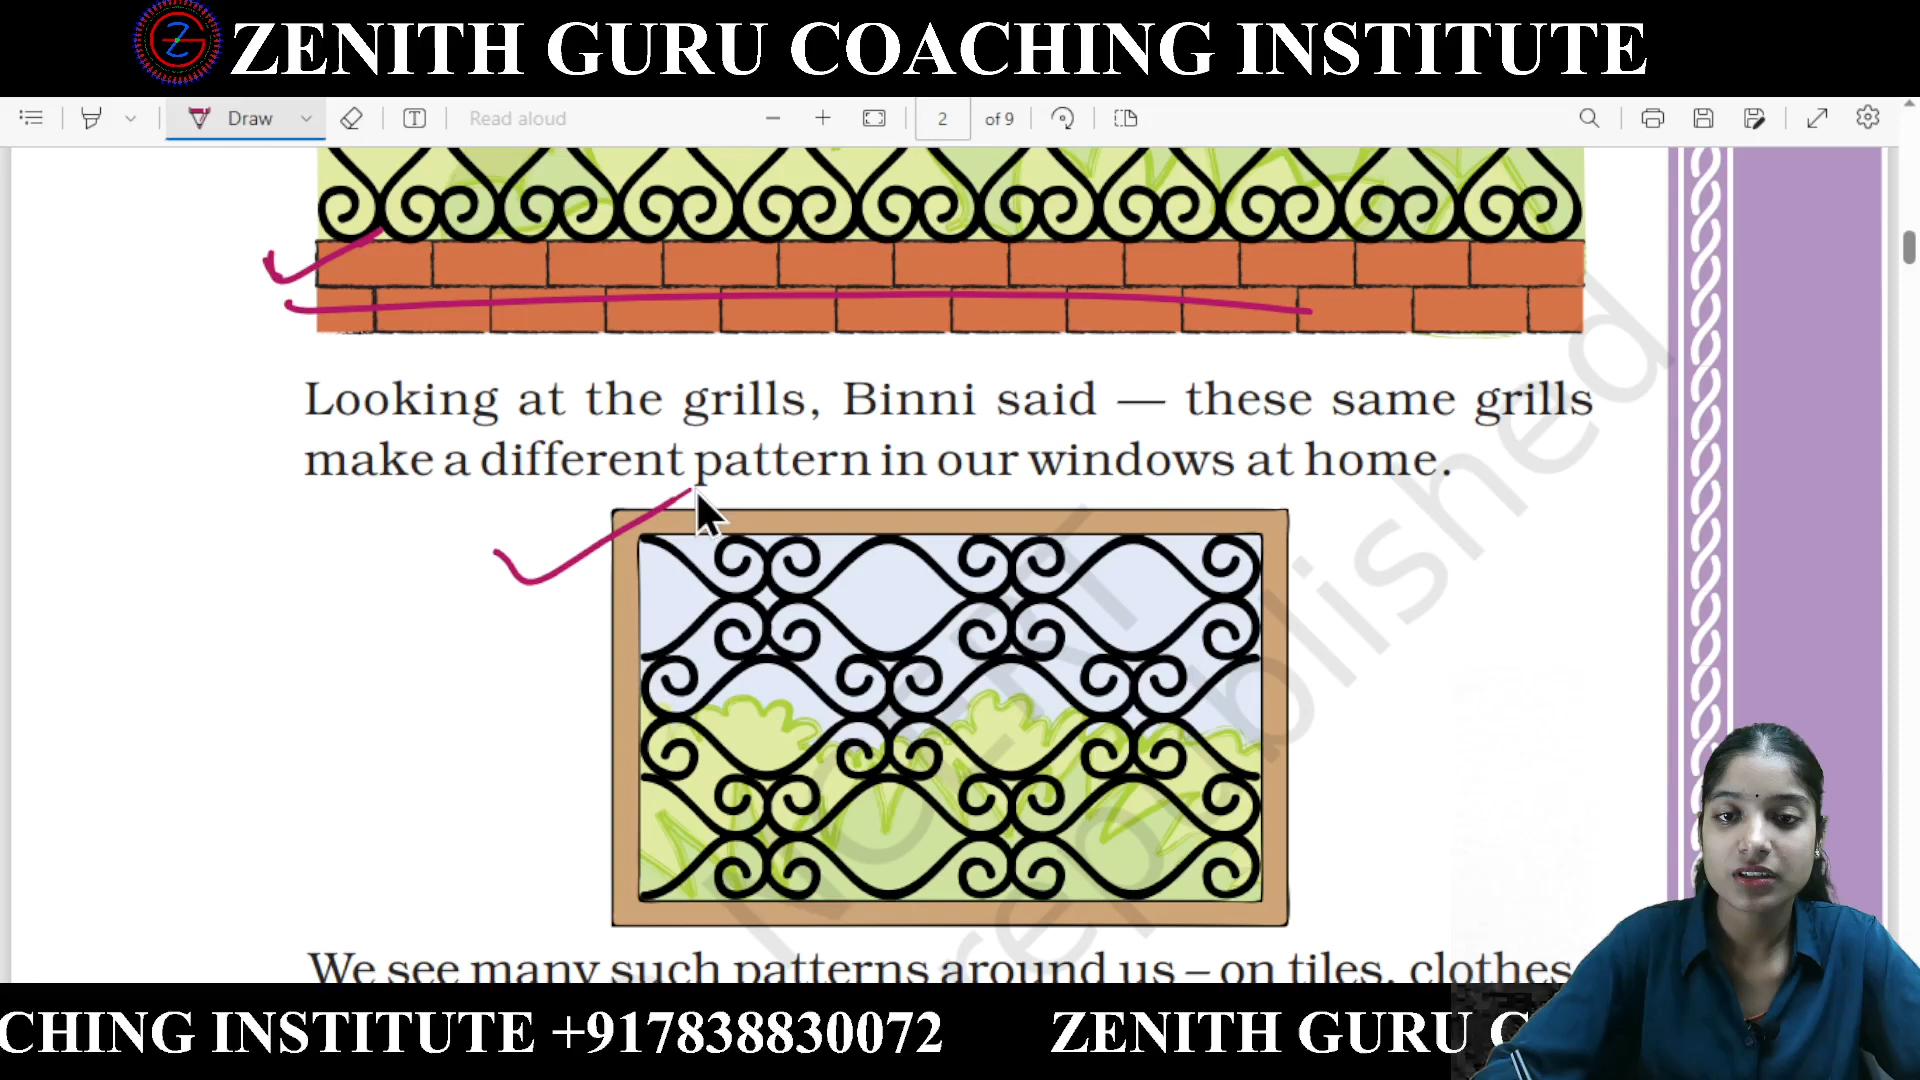 ZENITH GURU COACHING INSTITUTE
Draw
Read aloud
2 of 9
Looking at the grills, Binni said — these same grills
make a different pattern in our windows at home.
We see many such patterns around us – on tiles, clothes
CHING INSTITUTE +917838830072 ZENITH GURU C